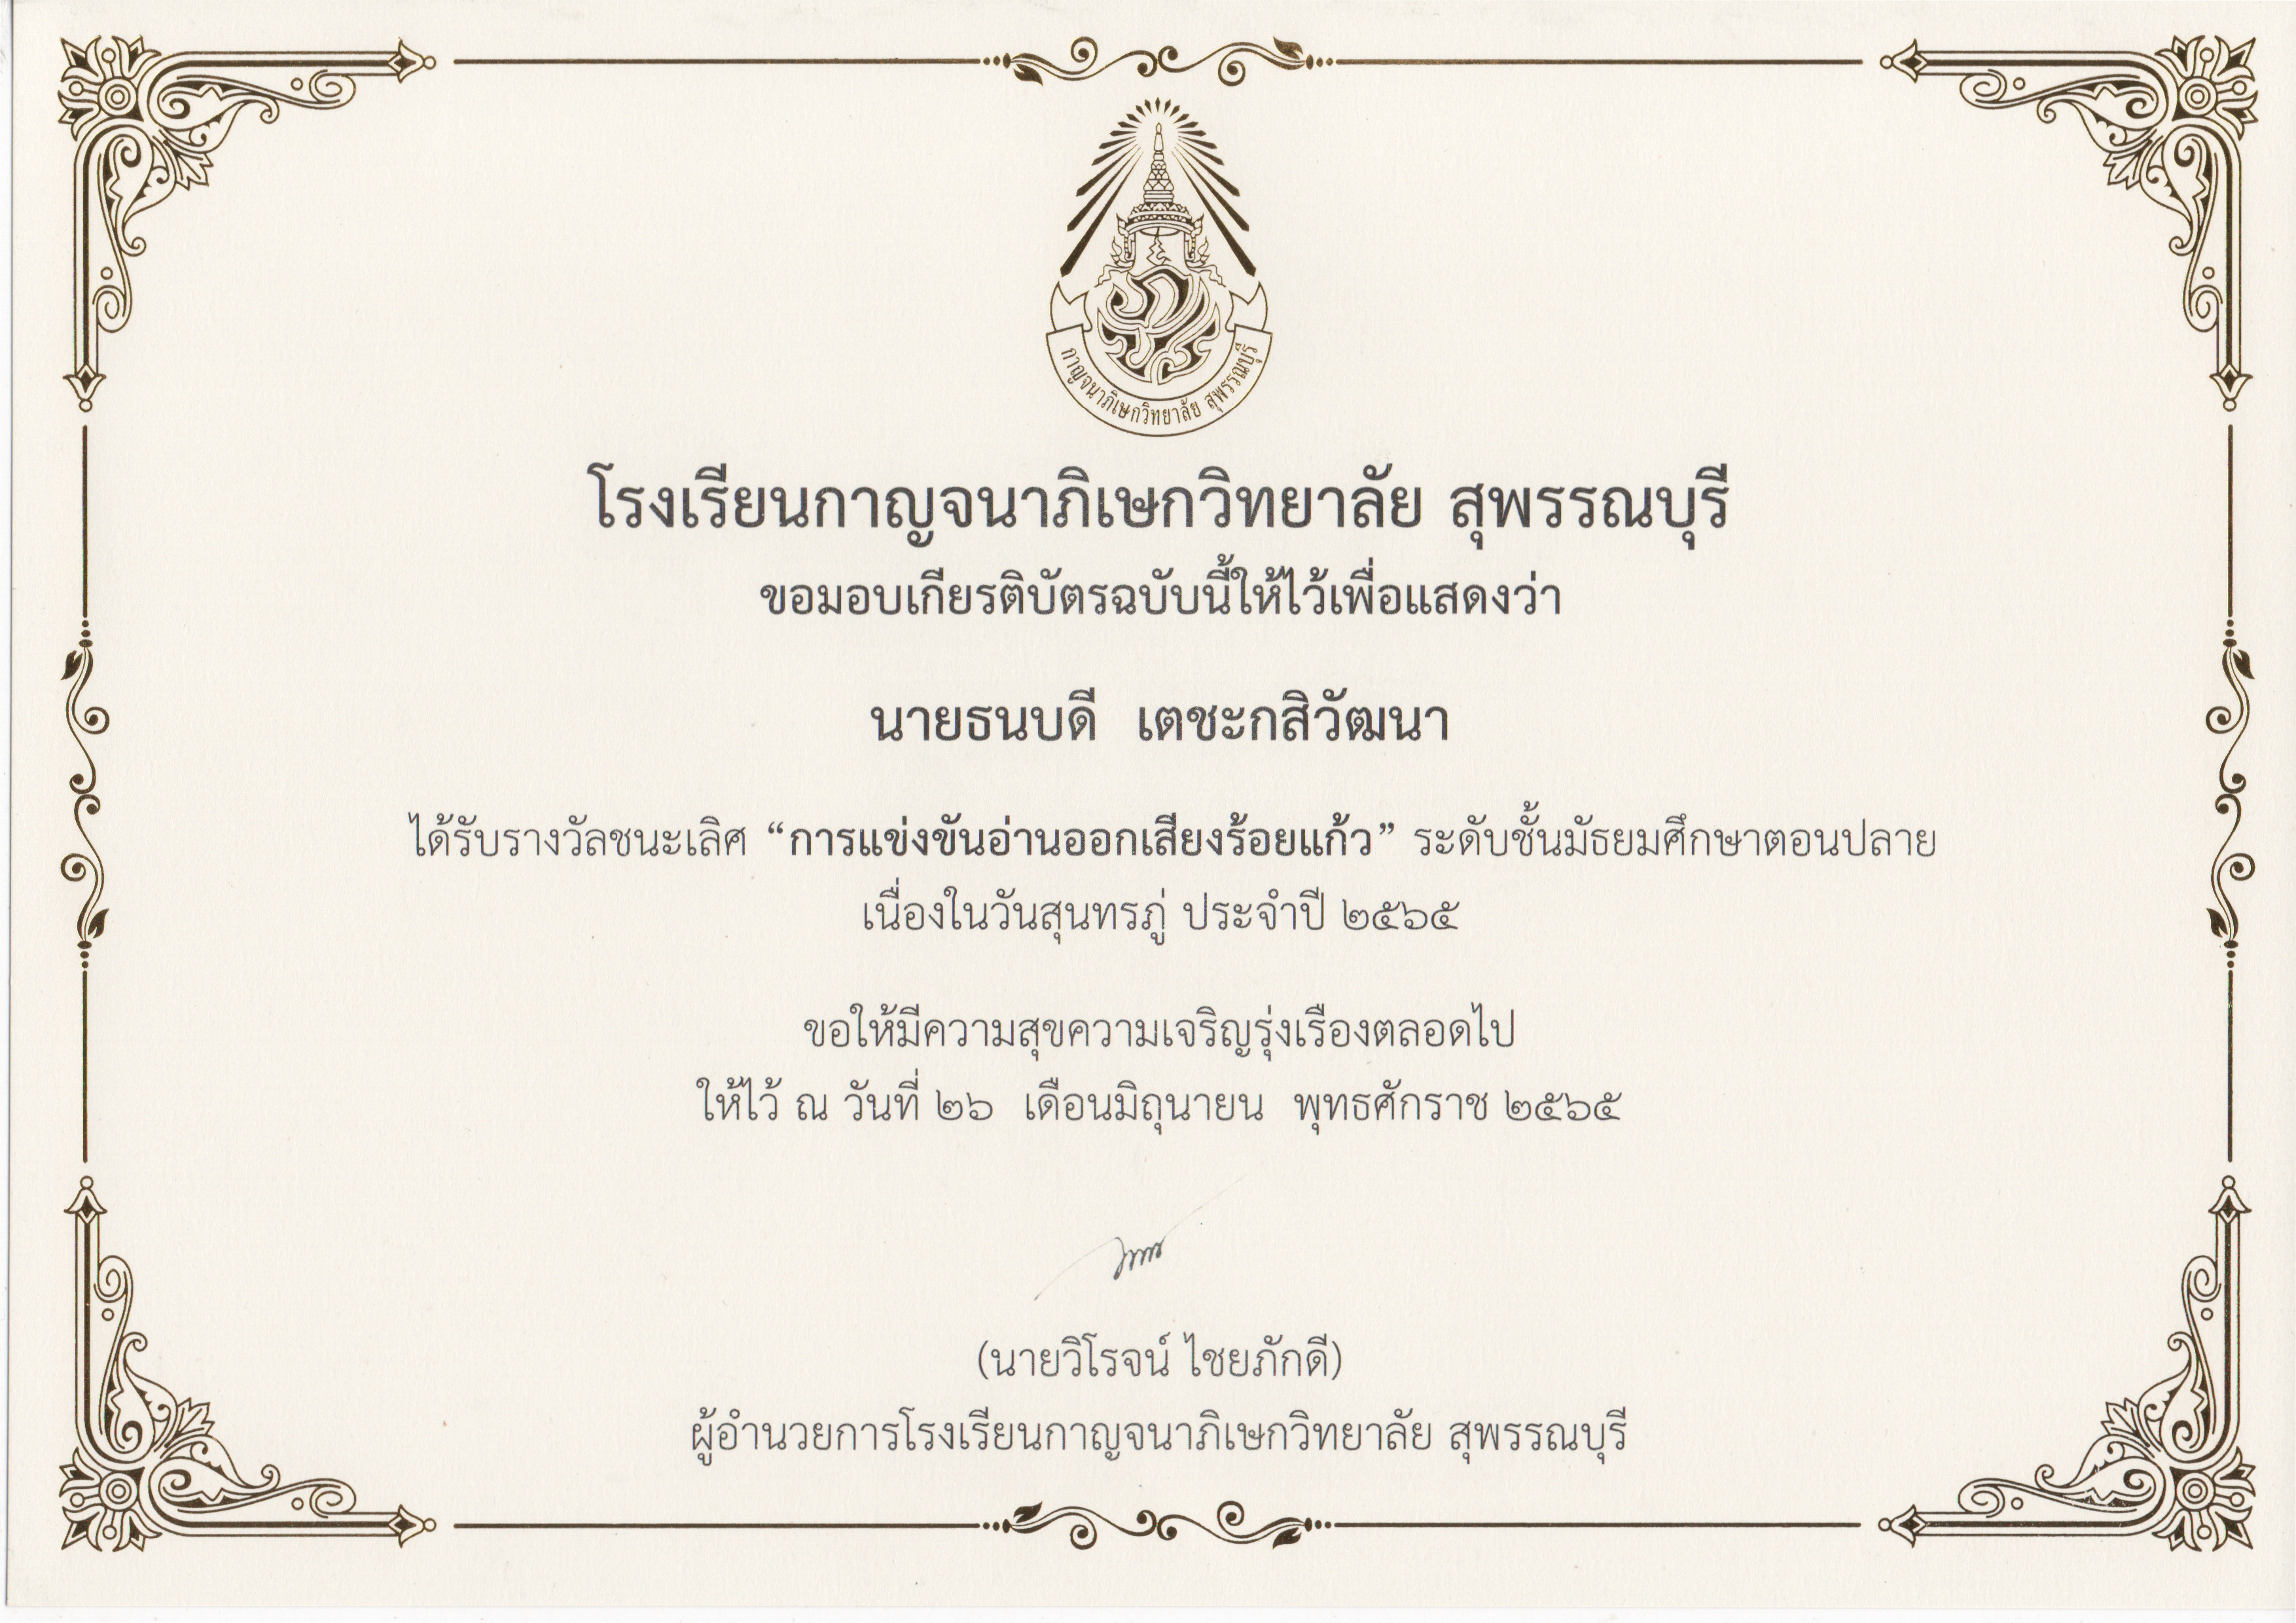 กาญจนาภิเษกวิทยาลัย สุพรรณบุรี
โรงเรียนกาญจนาภิเษกวิทยาลัย สุพรรณบุรี
ขอมอบเกียรติบัตรฉบับนี้ให้ไว้เพื่อแสดงว่า
นายธนบดี เตชะกสิวัฒนา
ได้รับรางวัลชนะเลิศ “การแข่งขันอ่านออกเสียงร้อยแก้ว” ระดับชั้นมัธยมศึกษาตอนปลาย
เนื่องในวันสุนทรภู่ ประจำปี ๒๕๖๕
ขอให้มีความสุขความเจริญรุ่งเรืองตลอดไป
ให้ไว้ ณ วันที่ ๒๖ เดือนมิถุนายน พุทธศักราช ๒๕๖๕
(นายวิโรจน์ ไชยภักดี)
ผู้อำนวยการโรงเรียนกาญจนาภิเษกวิทยาลัย สุพรรณบุรี